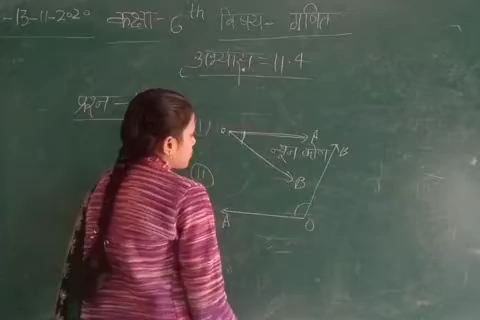 -13-11-2020 कक्षा- 6th विषय- गणित
अभ्यास = 11.4
प्रश्न -
O A
न्यून कोण
B
B
(ii)
A O